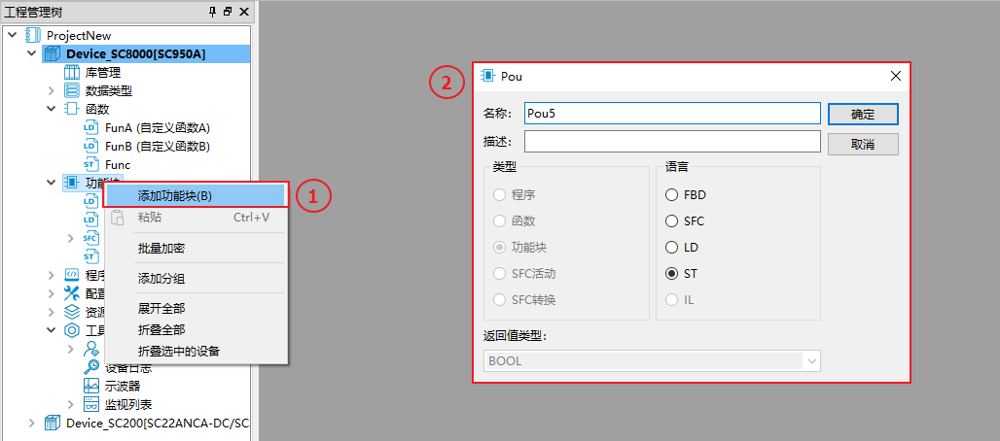 工程管理树
ProjectNew
Device_SC8000[SC950A]
库管理
数据类型
函数
LD FunA (自定义函数A)
LD FunB (自定义函数B)
ST Func
功能块
LD
LD
SFC
ST
程序
配置
资源
工具
设备日志
示波器
监视列表
Device_SC200[SC22ANCA-DC/SC
添加功能块(B)
粘贴 Ctrl+V
批量加密
添加分组
展开全部
折叠全部
折叠选中的设备
1
2
Pou
名称: Pou5 确定
描述: 取消
类型
程序
函数
功能块
SFC活动
SFC转换
语言
FBD
SFC
LD
ST
IL
返回值类型:
BOOL